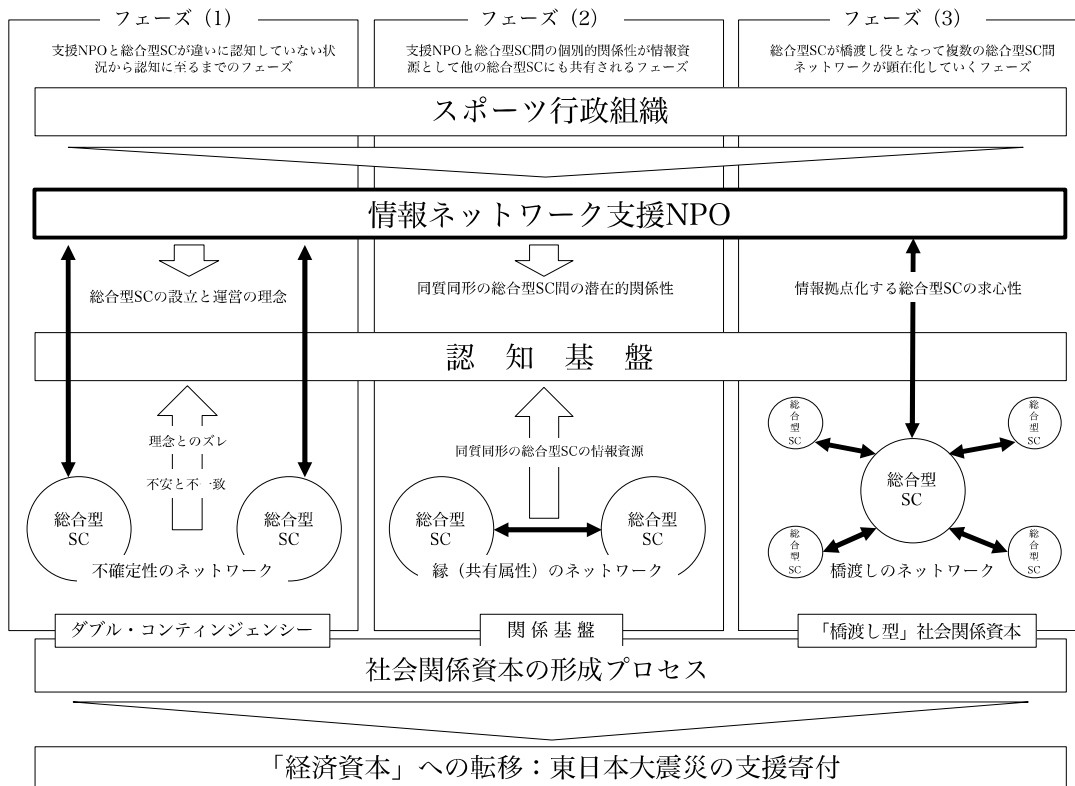 フェーズ（1）
支援NPOと総合型SCが違いに認知していない状
況から認知に至るまでのフェーズ
フェーズ（2）
支援NPOと総合型SC間の個別的関係性が情報資
源として他の総合型SCにも共有されるフェーズ
フェーズ（3）
総合型SCが橋渡し役となって複数の総合型SC間
ネットワークが顕在化していくフェーズ
スポーツ行政組織
情報ネットワーク支援NPO
総合型SCの設立と運営の理念
同質同形の総合型SC間の潜在的関係性
情報拠点化する総合型SCの求心性
認知基盤
理念とのズレ
不安と不一致
総合型
SC
総合型
SC
不確定性のネットワーク
同質同形の総合型SCの情報資源
総合型
SC
総合型
SC
縁（共有属性）のネットワーク
総合型SC
総合型SC
総合型
SC
総合型SC
総合型SC
橋渡しのネットワーク
ダブル・コンティンジェンシー
関係基盤
「橋渡し型」社会関係資本
社会関係資本の形成プロセス
「経済資本」への転移：東日本大震災の支援寄付